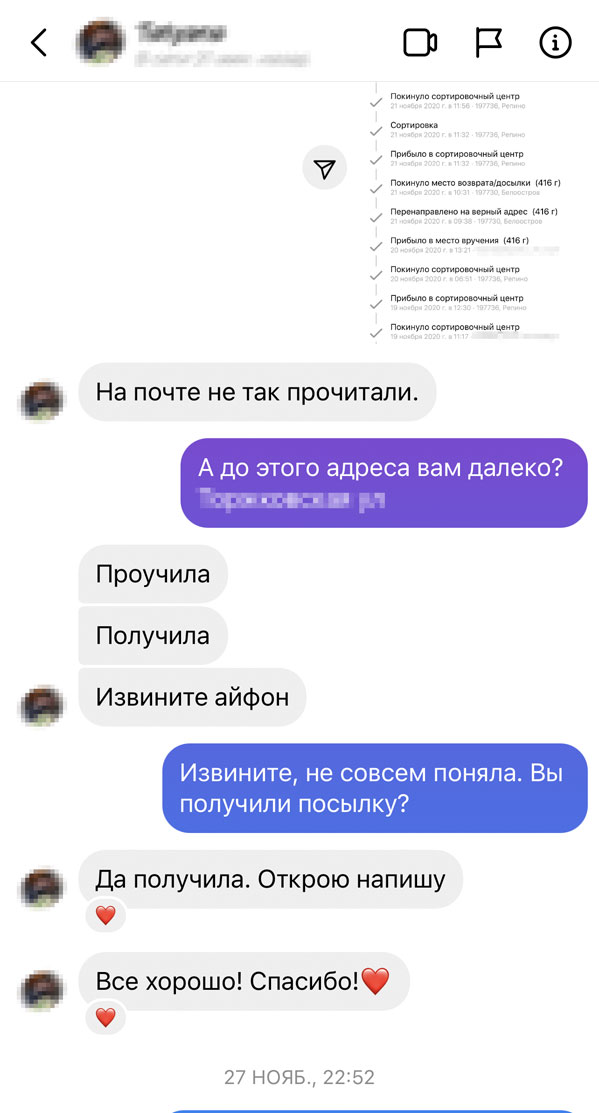 Покинуло сортировочный центр
21 ноября 2020 г в 11:56 · 197736, Репино
Сортировка
21 ноября 2020 г в 11:32 · 197736, Репино
Прибыло в сортировочный центр
21 ноября 2020 г в 11:32 · 197736, Репино
Покинуло место возврата/досылки (416 г)
21 ноября 2020 г в 10:31 · 197730, Белоостров
Перенаправлено на верный адрес (416 г)
21 ноября 2020 г в 09:38 · 197730, Белоостров
Прибыло в место вручения (416 г)
20 ноября 2020 г. в 13:21 ·
Покинуло сортировочный центр
20 ноября 2020 г в 06:51 · 197736, Репино
Прибыло в сортировочный центр
19 ноября 2020 г в 12:30 · 197736, Репино
Покинуло сортировочный центр
19 ноября 2020 г. в 11:17
На почте не так прочитали.
А до этого адреса вам далеко?
Проучила
Получила
Извините айфон
Извините, не совсем поняла. Вы
получили посылку?
Да получила. Открою напишу
Все хорошо! Спасибо!❤️
27 НОЯБ., 22:52